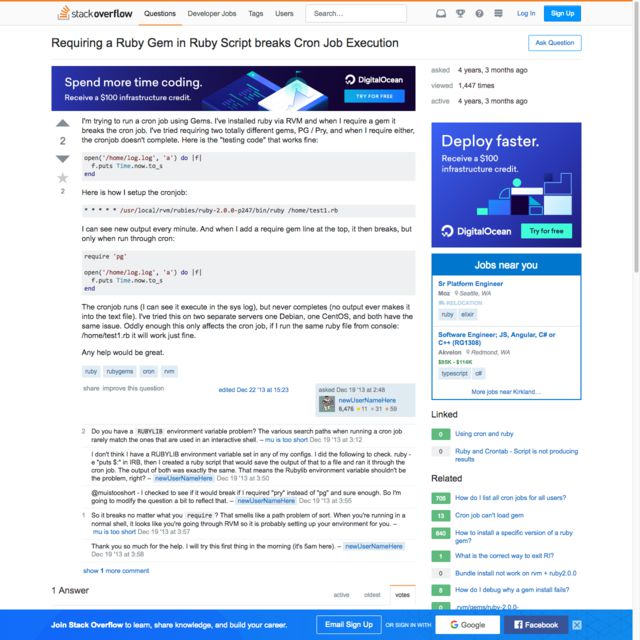 stackoverflow Questions Developer Jobs Tags Users Search... Log In Sign Up
Requiring a Ruby Gem in Ruby Script breaks Cron Job Execution
Ask Question
Spend more time coding.
Receive a $100 infrastructure credit.
DigitalOcean
TRY FOR FREE
I'm trying to run a cron job using Gems. I've installed ruby via RVM and when I require a gem it
breaks the cron job. I've tried requiring two totally different gems, PG / Pry, and when I require either,
the cronjob doesn't complete. Here is the "testing code" that works fine:
2
2
open('/home/log.log', 'a') do |f|
f.puts Time.now.to_s
end
Here is how I setup the cronjob:
* * * * * /usr/local/rvm/rubies/ruby-2.0.0-p247/bin/ruby /home/test1.rb
I can see new output every minute. And when I add a require gem line at the top, it then breaks, but
only when run through cron:
require 'pg'
open('/home/log.log', 'a') do |f|
f.puts Time.now.to_s
end
The cronjob runs (I can see it execute in the sys log), but never completes (no output ever makes it
into the text file). I've tried this on two separate servers one Debian, one CentOS, and both have the
same issue. Oddly enough this only affects the cron job, if I run the same ruby file from console:
/home/test1.rb it will work just fine.
Any help would be great.
ruby rubygems cron rvm
share improve this question
edited Dec 22 '13 at 15:23
asked Dec 19 '13 at 2:48
newUserNameHere
6,476 11 31 59
2 Do you have a RUBYLIB environment variable problem? The various search paths when running a cron job
rarely match the ones that are used in an interactive shell. – mu is too short Dec 19 '13 at 3:12
I don't think I have a RUBYLIB environment variable set in any of my configs. I did the following to check. ruby -
e "puts $:" in IRB, then I created a ruby script that would save the output of that to a file and ran it through the
cron job. The output of both was exactly the same. That means the Rubylib environment variable shouldn't be
the problem, right? – newUserNameHere Dec 19 '13 at 3:50
@muistooshort - I checked to see if it would break if I required "pry" instead of "pg" and sure enough. So I'm
going to modify the question a bit to reflect that. – newUserNameHere Dec 19 '13 at 3:55
1 So it breaks no matter what you require ? That smells like a path problem of sort. When you're running in a
normal shell, it looks like you're going through RVM so it is probably setting up your environment for you. –
mu is too short Dec 19 '13 at 3:57
Thank you so much for the help. I will try this first thing in the morning (it's 5am here). – newUserNameHere
Dec 19 '13 at 3:58
show 1 more comment
1 Answer
active oldest votes
asked 4 years, 3 months ago
viewed 1,447 times
active 4 years, 3 months ago
Deploy faster.
Receive a $100
infrastructure credit.
DigitalOcean
Try for free
Jobs near you
Sr Platform Engineer
Moz Seattle, WA
RELOCATION
ruby elixir
Software Engineer; JS, Angular, C# or
C++ (RG1308)
Akvelon Redmond, WA
$95K - $114K
typescript c#
More jobs near Kirkland...
Linked
0 Using cron and ruby
0 Ruby and Crontab - Script is not producing
results
Related
705 How do I list all cron jobs for all users?
13 Cron job can't load gem
640 How to install a specific version of a ruby
gem?
1 What is the correct way to exit RI?
0 Bundle install not on rvm + ruby2.0.0
8 How do I debug why a gem install fails?
.rvm/gems/ruby-2.0.0-
Join Stack Overflow to learn, share knowledge, and build your career.
Email Sign Up
OR SIGN IN WITH
Google
Facebook